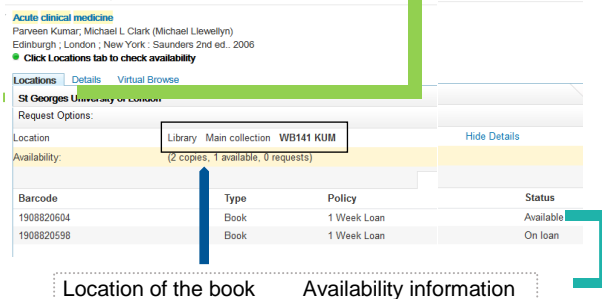 Acute clinical medicine
Parveen Kumar; Michael L Clark (Michael Llewellyn)
Edinburgh ; London ; New York : Saunders 2nd ed.. 2006
Click Locations tab to check availability
Locations Details Virtual Browse
St Georges University of London
Request Options:
Location Library Main collection WB141 KUM Hide Details
Availability: (2 copies, 1 available, 0 requests)
Barcode Type Policy Status
1908820604 Book 1 Week Loan Available
1908820598 Book 1 Week Loan On loan
Location of the book Availability information